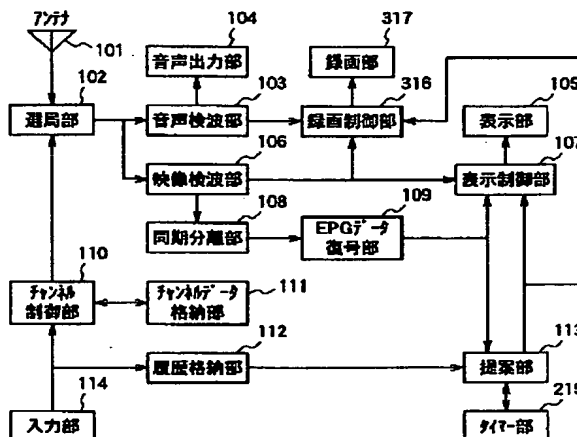 アンテナ
101
104
317
102
音声出力部
録画部
103
316
105
選局部
音声検波部
録画制御部
表示部
106
107
映像検波部
表示制御部
108
109
同期分離部
EPGデータ
復号部
110
チャンネル
制御部
チャンネルデータ
格納部
111
112
113
履歴格納部
提案部
114
215
入力部
タイマー部